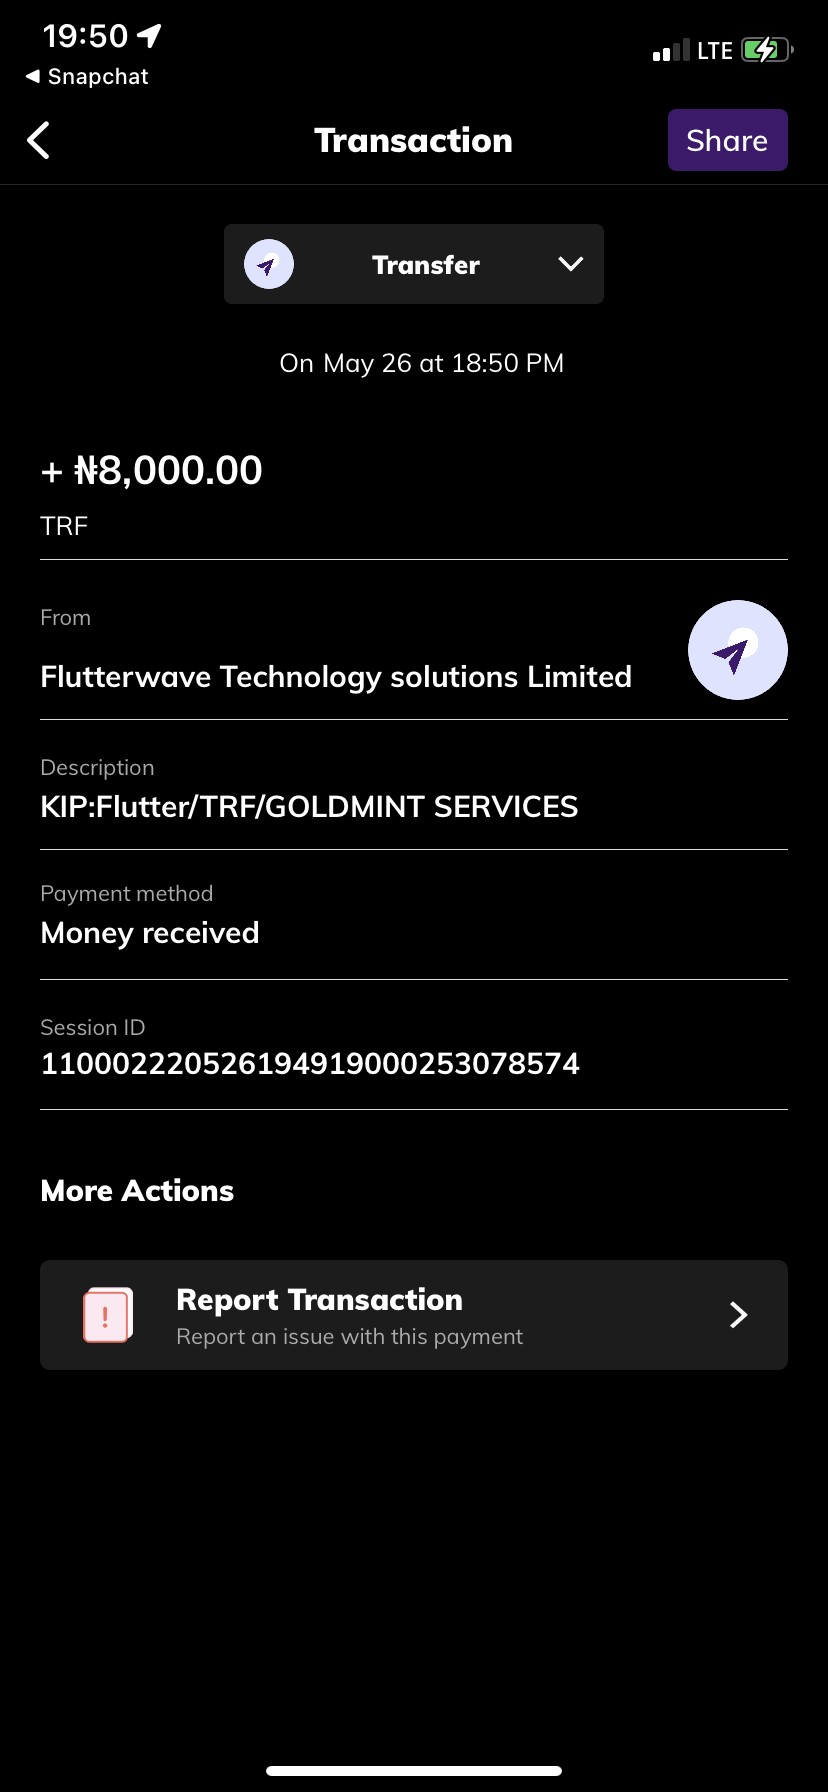 19:50
LTE
Snapchat
Transaction
Share
Transfer
On May 26 at 18:50 PM
+ ₦8,000.00
TRF
From
Flutterwave Technology solutions Limited
Description
KIP:Flutter/TRF/GOLDMINT SERVICES
Payment method
Money received
Session ID
110002220526194919000253078574
More Actions
Report Transaction
Report an issue with this payment